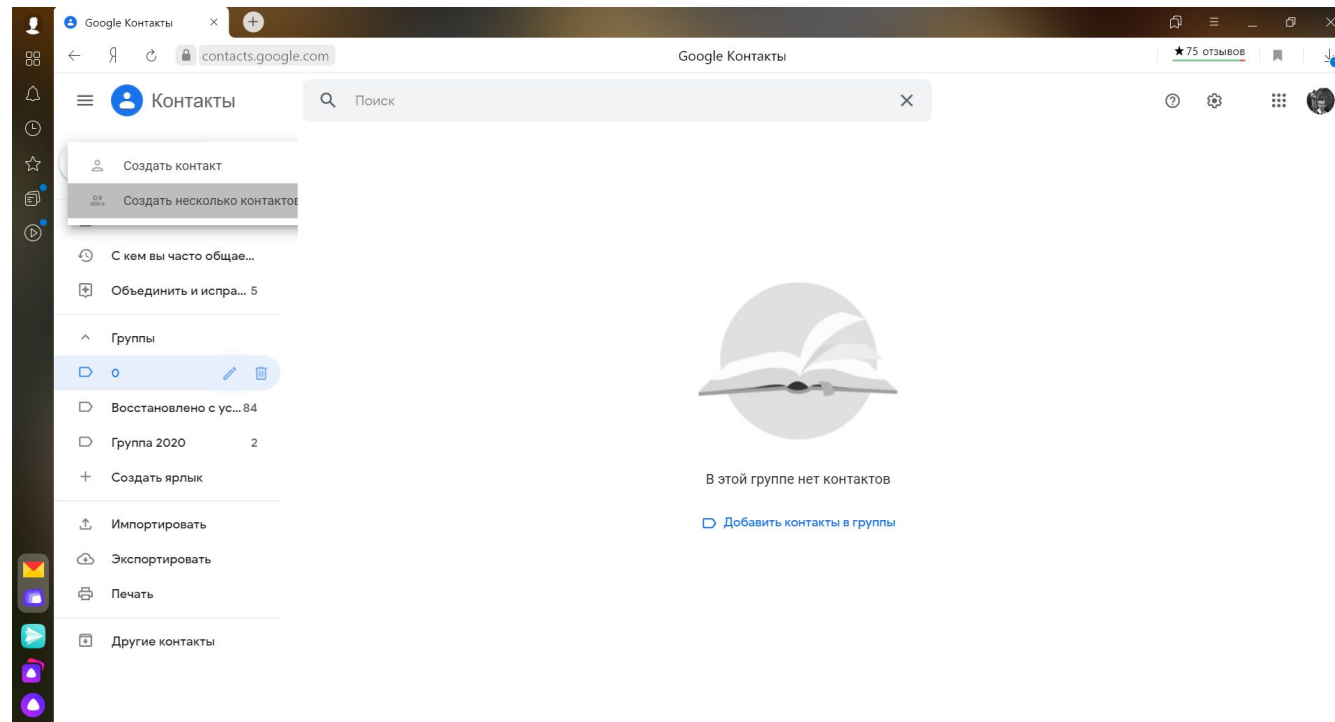 Google Контакты
contacts.google.com
Google Контакты
★75 отзывов
Контакты
Поиск
Создать контакт
Создать несколько контактов
С кем вы часто общае...
Объединить и испра... 5
Группы
0
Восстановлено с ус... 84
Группа 2020 2
Создать ярлык
Импортировать
Экспортировать
Печать
Другие контакты
В этой группе нет контактов
Добавить контакты в группы